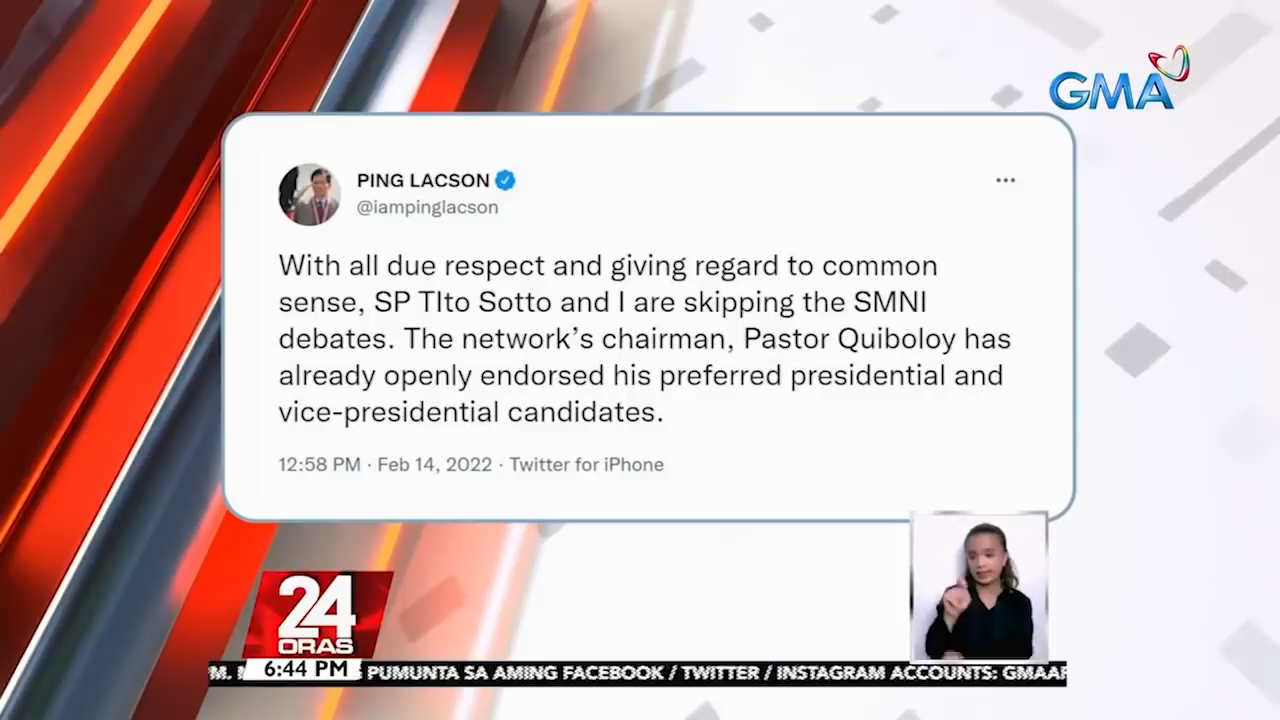 GMA
PING LACSON
@iampinglacson
With all due respect and giving regard to common
sense, SP TIto Sotto and I are skipping the SMNI
debates. The network's chairman, Pastor Quiboloy has
already openly endorsed his preferred presidential and
vice-presidential candidates.
12:58 PM · Feb 14, 2022 · Twitter for iPhone
24
ORAS
6:44 PM
PUMUNTA SA AMING FACEBOOK / TWITTER / INSTAGRAM ACCOUNTS: